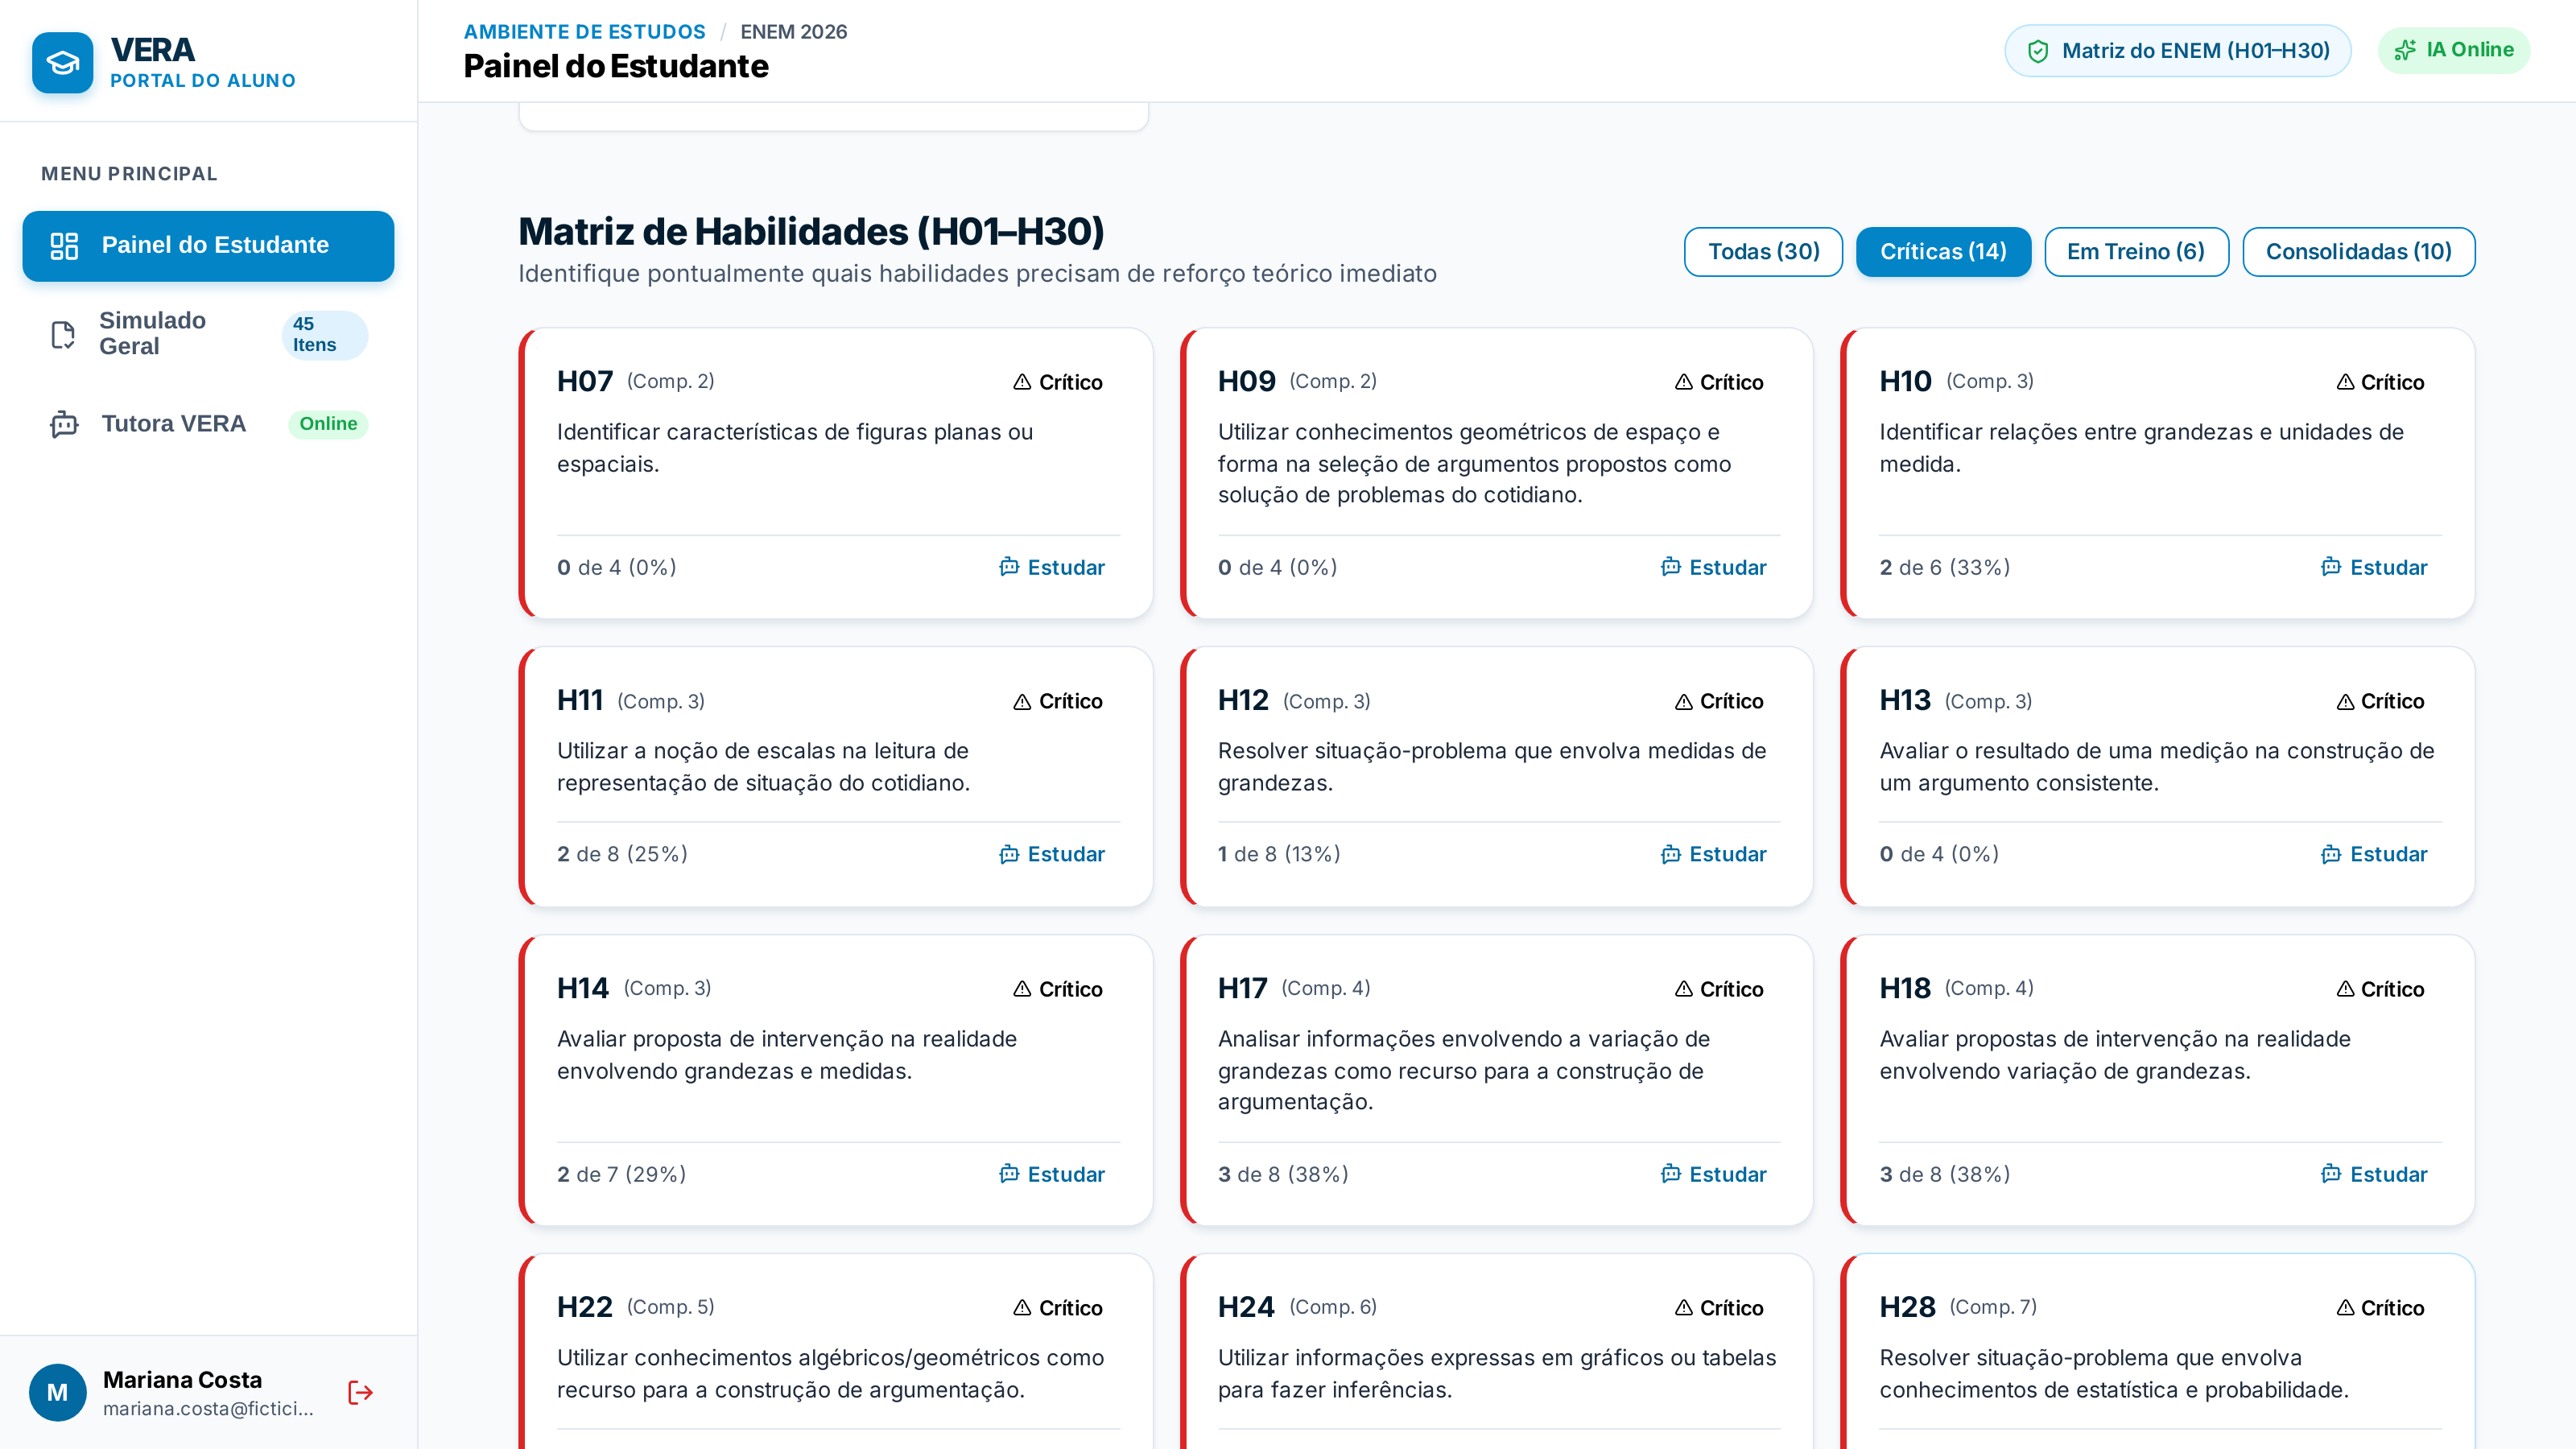 VERA
PORTAL DO ALUNO
MENU PRINCIPAL
Painel do Estudante
Simulado
Geral
45
Itens
Tutora VERA
Online
Mariana Costa
mariana.costa@fictici...
M
AMBIENTE DE ESTUDOS / ENEM 2026
Painel do Estudante
Matriz do ENEM (H01–H30)
IA Online
Matriz de Habilidades (H01–H30)
Identifique pontualmente quais habilidades precisam de reforço teórico imediato
Todas (30)
Críticas (14)
Em Treino (6)
Consolidadas (10)
H07 (Comp. 2)
Crítico
Identificar características de figuras planas ou
espaciais.
0 de 4 (0%)
Estudar
H09 (Comp. 2)
Crítico
Utilizar conhecimentos geométricos de espaço e
forma na seleção de argumentos propostos como
solução de problemas do cotidiano.
0 de 4 (0%)
Estudar
H10 (Comp. 3)
Crítico
Identificar relações entre grandezas e unidades de
medida.
2 de 6 (33%)
Estudar
H11 (Comp. 3)
Crítico
Utilizar a noção de escalas na leitura de
representação de situação do cotidiano.
2 de 8 (25%)
Estudar
H12 (Comp. 3)
Crítico
Resolver situação-problema que envolva medidas de
grandezas.
1 de 8 (13%)
Estudar
H13 (Comp. 3)
Crítico
Avaliar o resultado de uma medição na construção de
um argumento consistente.
0 de 4 (0%)
Estudar
H14 (Comp. 3)
Crítico
Avaliar proposta de intervenção na realidade
envolvendo grandezas e medidas.
2 de 7 (29%)
Estudar
H17 (Comp. 4)
Crítico
Analisar informações envolvendo a variação de
grandezas como recurso para a construção de
argumentação.
3 de 8 (38%)
Estudar
H18 (Comp. 4)
Crítico
Avaliar propostas de intervenção na realidade
envolvendo variação de grandezas.
3 de 8 (38%)
Estudar
H22 (Comp. 5)
Crítico
Utilizar conhecimentos algébricos/geométricos como
recurso para a construção de argumentação.
H24 (Comp. 6)
Crítico
Utilizar informações expressas em gráficos ou tabelas
para fazer inferências.
H28 (Comp. 7)
Crítico
Resolver situação-problema que envolva
conhecimentos de estatística e probabilidade.